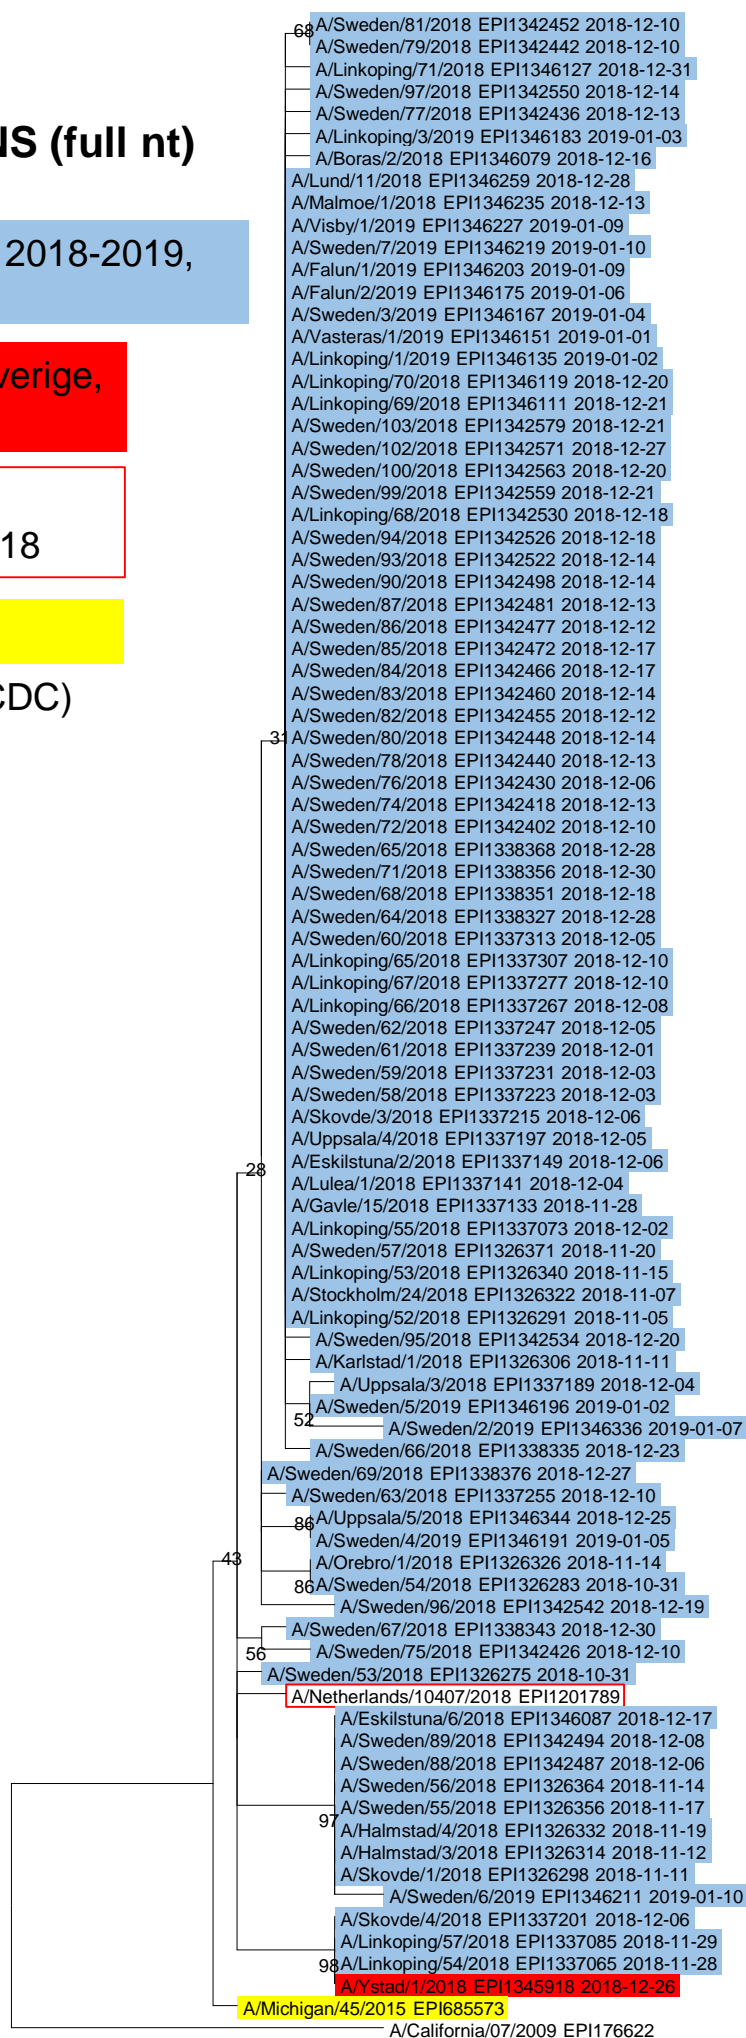 NS (full nt)
2018-2019,
verige,
18
CDC)
68
A/Sweden/81/2018 EPI1342452 2018-12-10
A/Sweden/79/2018 EPI1342442 2018-12-10
A/Linkoping/71/2018 EPI1346127 2018-12-31
A/Sweden/97/2018 EPI1342550 2018-12-14
A/Sweden/77/2018 EPI1342436 2018-12-13
A/Linkoping/3/2019 EPI1346183 2019-01-03
A/Boras/2/2018 EPI1346079 2018-12-16
A/Lund/11/2018 EPI1346259 2018-12-28
A/Malmoe/1/2018 EPI1346235 2018-12-13
A/Visby/1/2019 EPI1346227 2019-01-09
A/Sweden/7/2019 EPI1346219 2019-01-10
A/Falun/1/2019 EPI1346203 2019-01-09
A/Falun/2/2019 EPI1346175 2019-01-06
A/Sweden/3/2019 EPI1346167 2019-01-04
A/Vasteras/1/2019 EPI1346151 2019-01-01
A/Linkoping/1/2019 EPI1346135 2019-01-02
A/Linkoping/70/2018 EPI1346119 2018-12-20
A/Linkoping/69/2018 EPI1346111 2018-12-21
A/Sweden/103/2018 EPI1342579 2018-12-21
A/Sweden/102/2018 EPI1342571 2018-12-27
A/Sweden/100/2018 EPI1342563 2018-12-20
A/Sweden/99/2018 EPI1342559 2018-12-21
A/Linkoping/68/2018 EPI1342530 2018-12-18
A/Sweden/94/2018 EPI1342526 2018-12-18
A/Sweden/93/2018 EPI1342522 2018-12-14
A/Sweden/90/2018 EPI1342498 2018-12-14
A/Sweden/87/2018 EPI1342481 2018-12-13
A/Sweden/86/2018 EPI1342477 2018-12-12
A/Sweden/85/2018 EPI1342472 2018-12-17
A/Sweden/84/2018 EPI1342466 2018-12-17
A/Sweden/83/2018 EPI1342460 2018-12-14
A/Sweden/82/2018 EPI1342455 2018-12-12
31
A/Sweden/80/2018 EPI1342448 2018-12-14
A/Sweden/78/2018 EPI1342440 2018-12-13
A/Sweden/76/2018 EPI1342430 2018-12-06
A/Sweden/74/2018 EPI1342418 2018-12-13
A/Sweden/72/2018 EPI1342402 2018-12-10
A/Sweden/65/2018 EPI1338368 2018-12-28
A/Sweden/71/2018 EPI1338356 2018-12-30
A/Sweden/68/2018 EPI1338351 2018-12-18
A/Sweden/64/2018 EPI1338327 2018-12-28
A/Sweden/60/2018 EPI1337313 2018-12-05
A/Linkoping/65/2018 EPI1337307 2018-12-10
A/Linkoping/67/2018 EPI1337277 2018-12-10
A/Linkoping/66/2018 EPI1337267 2018-12-08
A/Sweden/62/2018 EPI1337247 2018-12-05
A/Sweden/61/2018 EPI1337239 2018-12-01
A/Sweden/59/2018 EPI1337231 2018-12-03
A/Sweden/58/2018 EPI1337223 2018-12-03
A/Skovde/3/2018 EPI1337215 2018-12-06
A/Uppsala/4/2018 EPI1337197 2018-12-05
A/Eskilstuna/2/2018 EPI1337149 2018-12-06
28
A/Lulea/1/2018 EPI1337141 2018-12-04
A/Gavle/15/2018 EPI1337133 2018-11-28
A/Linkoping/55/2018 EPI1337073 2018-12-02
A/Sweden/57/2018 EPI1326371 2018-11-20
A/Linkoping/53/2018 EPI1326340 2018-11-15
A/Stockholm/24/2018 EPI1326322 2018-11-07
A/Linkoping/52/2018 EPI1326291 2018-11-05
A/Sweden/95/2018 EPI1342534 2018-12-20
A/Karlstad/1/2018 EPI1326306 2018-11-11
A/Uppsala/3/2018 EPI1337189 2018-12-04
A/Sweden/5/2019 EPI1346196 2019-01-02
52
A/Sweden/2/2019 EPI1346336 2019-01-07
A/Sweden/66/2018 EPI1338335 2018-12-23
A/Sweden/69/2018 EPI1338376 2018-12-27
A/Sweden/63/2018 EPI1337255 2018-12-10
86
A/Uppsala/5/2018 EPI1346344 2018-12-25
A/Sweden/4/2019 EPI1346191 2019-01-05
43
A/Orebro/1/2018 EPI1326326 2018-11-14
86
A/Sweden/54/2018 EPI1326283 2018-10-31
A/Sweden/96/2018 EPI1342542 2018-12-19
A/Sweden/67/2018 EPI1338343 2018-12-30
56
A/Sweden/75/2018 EPI1342426 2018-12-10
A/Sweden/53/2018 EPI1326275 2018-10-31
A/Netherlands/10407/2018 EPI1201789
A/Eskilstuna/6/2018 EPI1346087 2018-12-17
A/Sweden/89/2018 EPI1342494 2018-12-08
A/Sweden/88/2018 EPI1342487 2018-12-06
A/Sweden/56/2018 EPI1326364 2018-11-14
A/Sweden/55/2018 EPI1326356 2018-11-17
97
A/Halmstad/4/2018 EPI1326332 2018-11-19
A/Halmstad/3/2018 EPI1326314 2018-11-12
A/Skovde/1/2018 EPI1326298 2018-11-11
A/Sweden/6/2019 EPI1346211 2019-01-10
A/Skovde/4/2018 EPI1337201 2018-12-06
A/Linkoping/57/2018 EPI1337085 2018-11-29
98
A/Linkoping/54/2018 EPI1337065 2018-11-28
A/Ystad/1/2018 EPI1345918 2018-12-26
A/Michigan/45/2015 EPI685573
A/California/07/2009 EPI176622